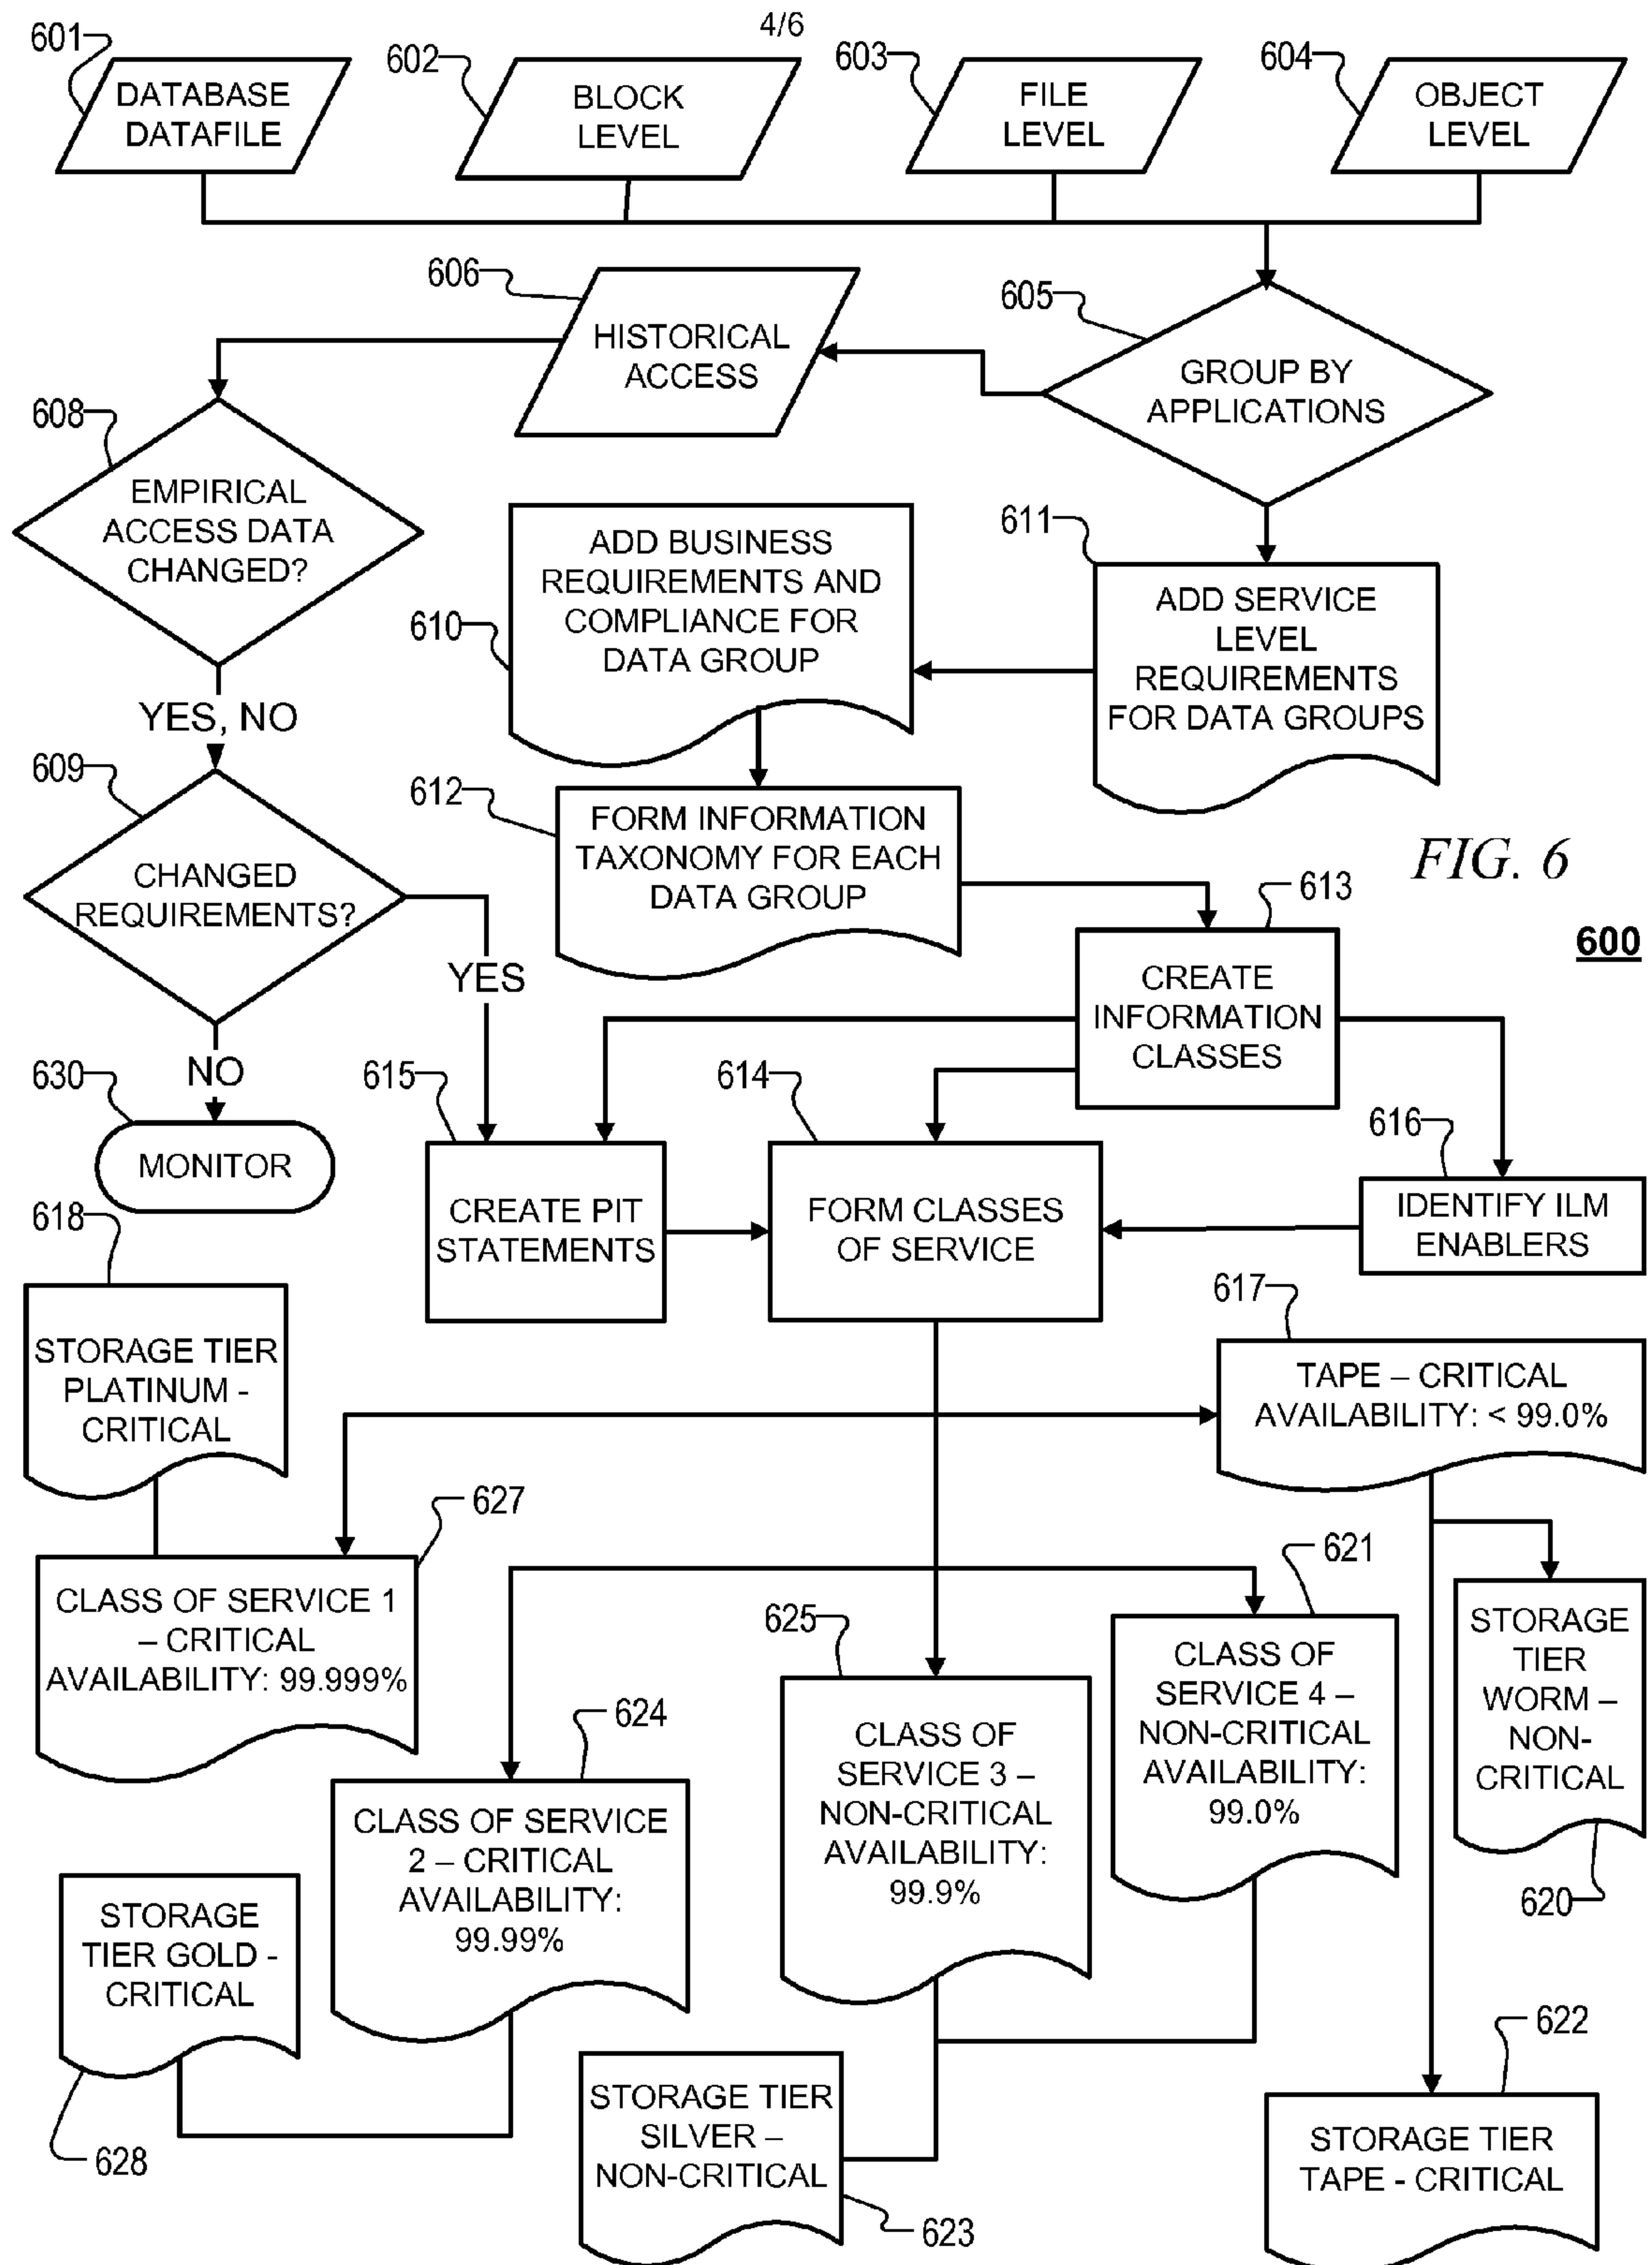 4/6
601
DATABASE
DATAFILE
602
BLOCK
LEVEL
603
FILE
LEVEL
604
OBJECT
LEVEL
606
HISTORICAL
ACCESS
605
GROUP BY
APPLICATIONS
608
EMPIRICAL
ACCESS DATA
CHANGED?
YES, NO
610
ADD BUSINESS
REQUIREMENTS AND
COMPLIANCE FOR
DATA GROUP
611
ADD SERVICE
LEVEL
REQUIREMENTS
FOR DATA GROUPS
609
CHANGED
REQUIREMENTS?
YES
NO
612
FORM INFORMATION
TAXONOMY FOR EACH
DATA GROUP
FIG. 6
600
613
CREATE
INFORMATION
CLASSES
630
MONITOR
615
CREATE PIT
STATEMENTS
614
FORM CLASSES
OF SERVICE
616
IDENTIFY ILM
ENABLERS
618
STORAGE TIER
PLATINUM -
CRITICAL
617
TAPE – CRITICAL
AVAILABILITY: < 99.0%
627
CLASS OF SERVICE 1
– CRITICAL
AVAILABILITY: 99.999%
624
CLASS OF SERVICE
2 – CRITICAL
AVAILABILITY:
99.99%
625
CLASS OF
SERVICE 3 –
NON-CRITICAL
AVAILABILITY:
99.9%
621
CLASS OF
SERVICE 4 –
NON-CRITICAL
AVAILABILITY:
99.0%
STORAGE
TIER
WORM –
NON-
CRITICAL
620
STORAGE
TIER GOLD -
CRITICAL
628
STORAGE TIER
SILVER –
NON-CRITICAL
623
622
STORAGE TIER
TAPE - CRITICAL